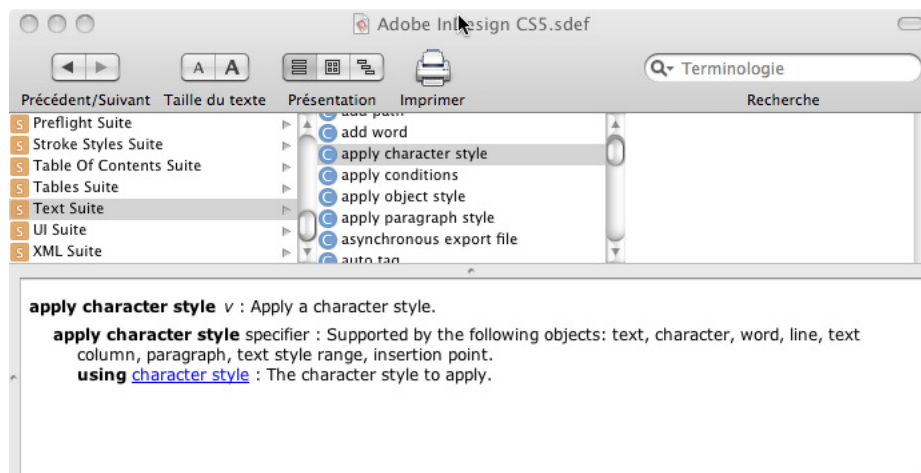 Adobe InDesign CS5.sdef
A A
Terminologie
Précédent/Suivant Taille du texte Présentation Imprimer Recherche
S Preflight Suite
S Stroke Styles Suite
S Table Of Contents Suite
S Tables Suite
S Text Suite
S UI Suite
S XML Suite
C add path
C add word
C apply character style
C apply conditions
C apply object style
C apply paragraph style
C asynchronous export file
C auto tag
apply character style v : Apply a character style.
apply character style specifier : Supported by the following objects: text, character, word, line, text
column, paragraph, text style range, insertion point.
using character style : The character style to apply.